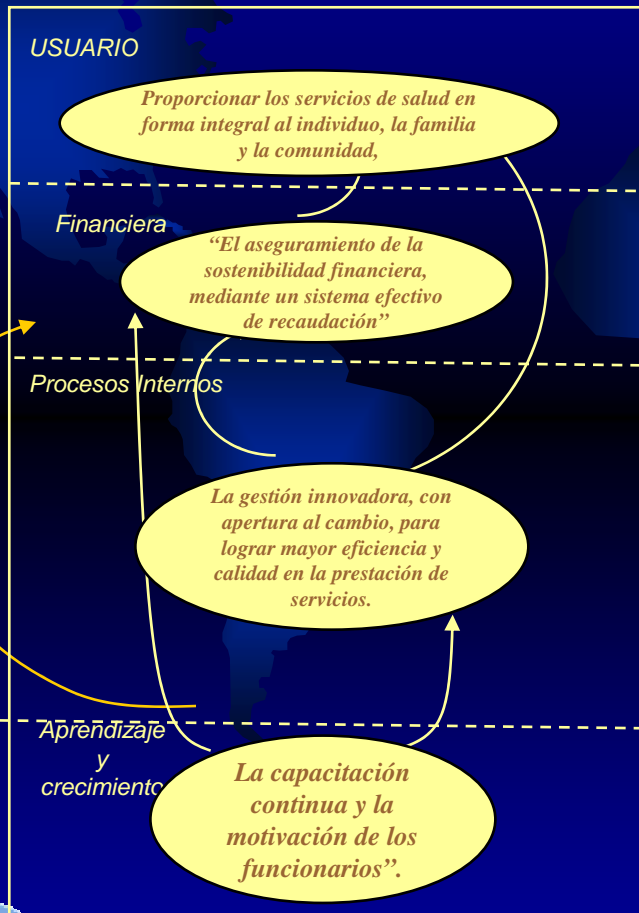 USUARIO
Proporcionar los servicios de salud en
forma integral al individuo, la familia
y la comunidad,
Financiera
“El aseguramiento de la
sostenibilidad financiera,
mediante un sistema efectivo
de recaudación”
Procesos Internos
La gestión innovadora, con
apertura al cambio, para
lograr mayor eficiencia y
calidad en la prestación de
servicios.
Aprendizaje
y
crecimiento
La capacitación
continua y la
motivación de los
funcionarios”.